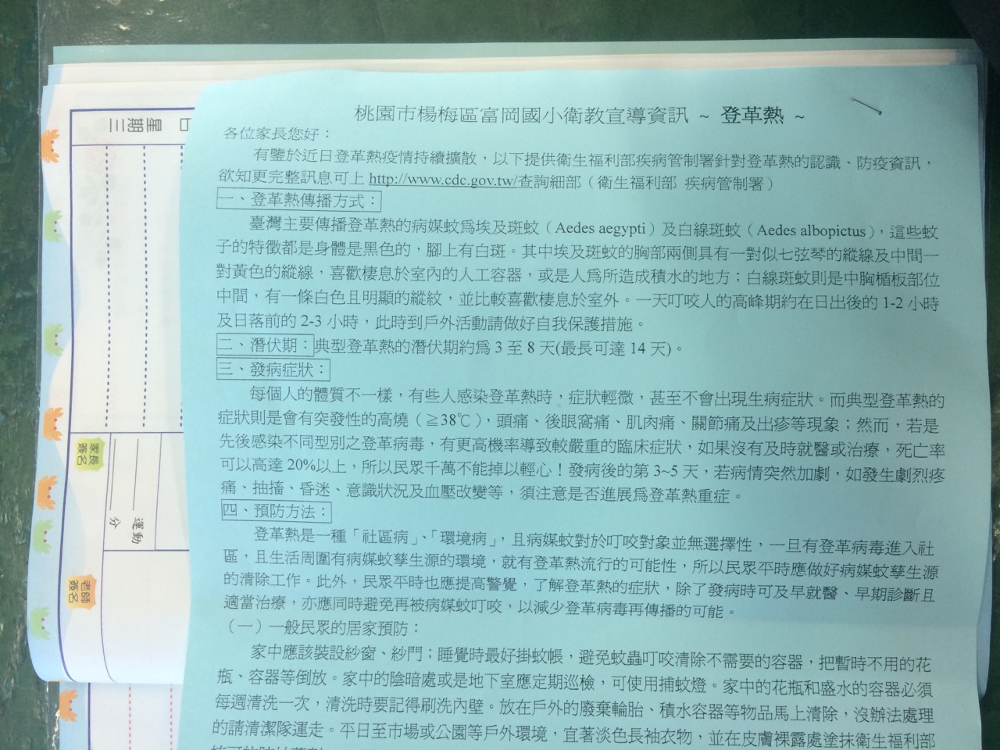 桃園市楊梅區富岡國小衛教宣導資訊 ~ 登革熱 ~
各位家長您好：
有鑒於近日登革熱疫情持續擴散，以下提供衛生福利部疾病管制署針對登革熱的認識、防疫資訊，
欲知更完整訊息可上 http://www.cdc.gov.tw/查詢細部（衛生福利部 疾病管制署）
一、登革熱傳播方式：
臺灣主要傳播登革熱的病媒蚊為埃及斑蚊（Aedes aegypti）及白線斑蚊（Aedes albopictus），這些蚊
子的特徵都是身體是黑色的，腳上有白斑。其中埃及斑蚊的胸部兩側具有一對似七弦琴的縱線及中間一
對黃色的縱線，喜歡棲息於室內的人工容器，或是人為所造成積水的地方；白線斑蚊則是中胸楯板部位
中間，有一條白色且明顯的縱紋，並比較喜歡棲息於室外。一天叮咬人的高峰期約在日出後的 1-2 小時
及日落前的 2-3 小時，此時到戶外活動請做好自我保護措施。
二、潛伏期：典型登革熱的潛伏期約為 3 至 8 天(最長可達 14 天)。
三、發病症狀：
每個人的體質不一樣，有些人感染登革熱時，症狀輕微，甚至不會出現生病症狀。而典型登革熱的
症狀則是會有突發性的高燒（≧38℃），頭痛、後眼窩痛、肌肉痛、關節痛及出疹等現象；然而，若是
先後感染不同型別之登革病毒，有更高機率導致較嚴重的臨床症狀，如果沒有及時就醫或治療，死亡率
可以高達 20%以上，所以民眾千萬不能掉以輕心！發病後的第 3~5 天，若病情突然加劇，如發生劇烈疼
痛、抽搐、昏迷、意識狀況及血壓改變等，須注意是否進展為登革熱重症。
四、預防方法：
登革熱是一種「社區病」、「環境病」，且病媒蚊對於叮咬對象並無選擇性，一旦有登革病毒進入社
區，且生活周圍有病媒蚊孳生源的環境，就有登革熱流行的可能性，所以民眾平時應做好病媒蚊孳生源
的清除工作。此外，民眾平時也應提高警覺，了解登革熱的症狀，除了發病時可及早就醫、早期診斷且
適當治療，亦應同時避免再被病媒蚊叮咬，以減少登革病毒再傳播的可能。
（一）一般民眾的居家預防：
家中應該裝設紗窗、紗門；睡覺時最好掛蚊帳，避免蚊蟲叮咬清除不需要的容器，把暫時不用的花
瓶、容器等倒放。家中的陰暗處或是地下室應定期巡檢，可使用捕蚊燈。家中的花瓶和盛水的容器必須
每週清洗一次，清洗時要記得刷洗內壁。放在戶外的廢棄輪胎、積水容器等物品馬上清除，沒辦法處理
的請清潔隊運走。平日至市場或公園等戶外環境，宜著淡色長袖衣物，並在皮膚裸露處塗抹衛生福利部
日 星期三
家長簽名
運動
分
老師簽名